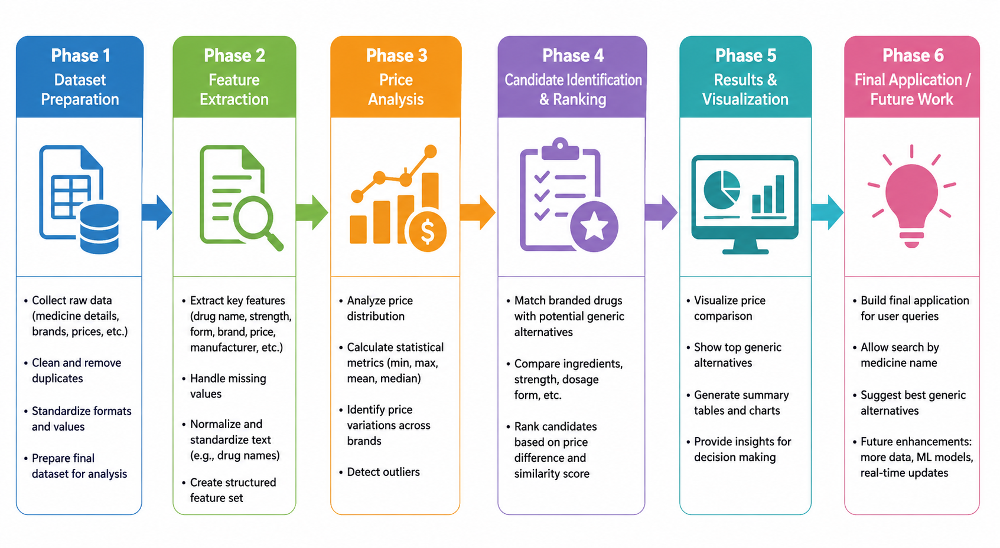 Phase 1
Dataset
Preparation
• Collect raw data
(medicine details,
brands, prices, etc.)
• Clean and remove
duplicates
• Standardize formats
and values
• Prepare final
dataset for analysis
Phase 2
Feature
Extraction
• Extract key features
(drug name, strength,
form, brand, price,
manufacturer, etc.)
• Handle missing
values
• Normalize and
standardize text
(e.g., drug names)
• Create structured
feature set
Phase 3
Price
Analysis
$
• Analyze price
distribution
• Calculate statistical
metrics (min, max,
mean, median)
• Identify price
variations across
brands
• Detect outliers
Phase 4
Candidate Identification
& Ranking
• Match branded drugs
with potential generic
alternatives
• Compare ingredients,
strength, dosage
form, etc.
• Rank candidates
based on price
difference and
similarity score
Phase 5
Results &
Visualization
• Visualize price
comparison
• Show top generic
alternatives
• Generate summary
tables and charts
• Provide insights for
decision making
Phase 6
Final Application /
Future Work
• Build final application
for user queries
• Allow search by
medicine name
• Suggest best generic
alternatives
• Future enhancements:
more data, ML models,
real-time updates